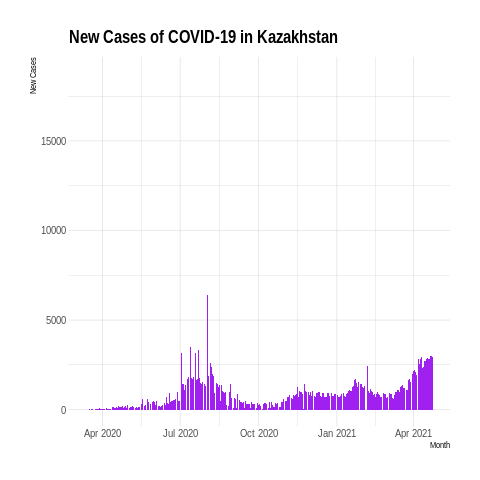 New Cases of COVID-19 in Kazakhstan
New Cases
15000
10000
5000
0
Apr 2020
Jul 2020
Oct 2020
Jan 2021
Apr 2021
Month